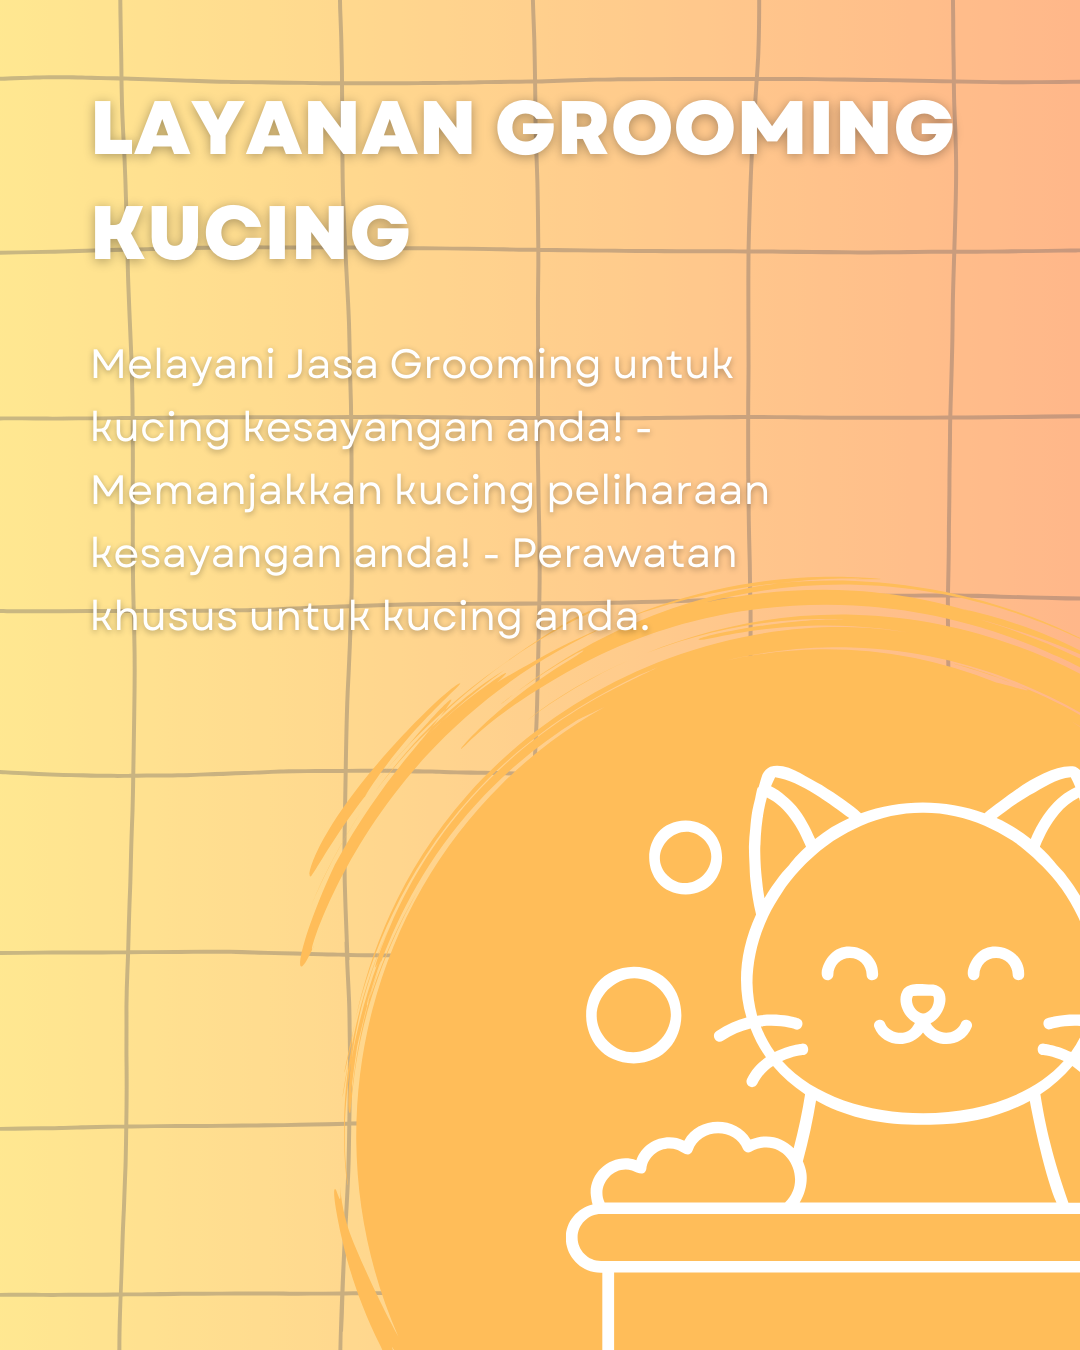 LAYANAN GROOMING
KUCING
Melayani Jasa Grooming untuk
kucing kesayangan anda! -
Memanjakkan kucing peliharaan
kesayangan anda! - Perawatan
khusus untuk kucing anda.